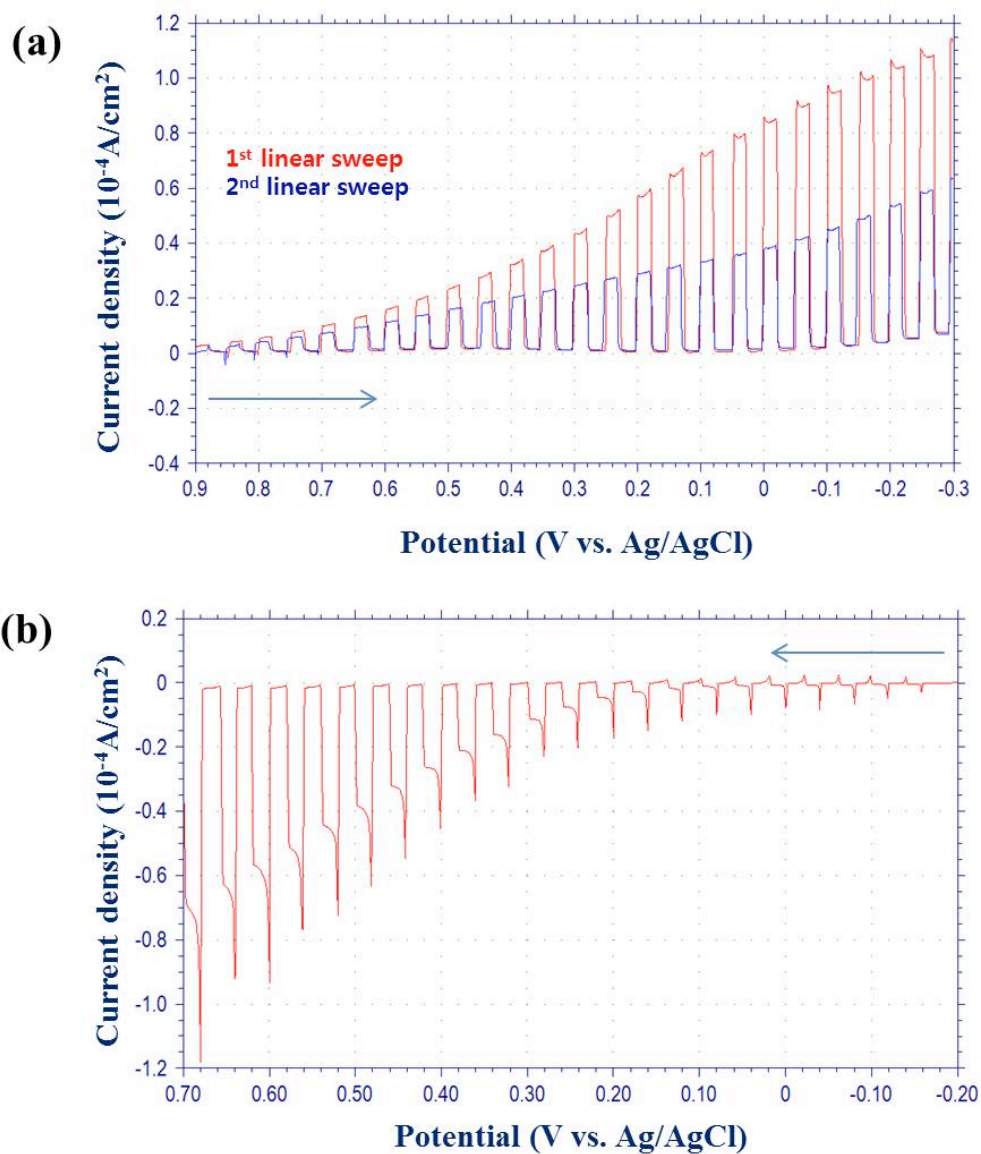 (a)
Current density (10⁻⁴A/cm²)
1.2
1.0
0.8
0.6
0.4
0.2
0
-0.2
-0.4
1ˢᵗ linear sweep
2ⁿᵈ linear sweep
0.9 0.8 0.7 0.6 0.5 0.4 0.3 0.2 0.1 0 -0.1 -0.2 -0.3
Potential (V vs. Ag/AgCl)
(b)
Current density (10⁻⁴A/cm²)
0.2
0
-0.2
-0.4
-0.6
-0.8
-1.0
-1.2
0.70 0.60 0.50 0.40 0.30 0.20 0.10 0 -0.10 -0.20
Potential (V vs. Ag/AgCl)